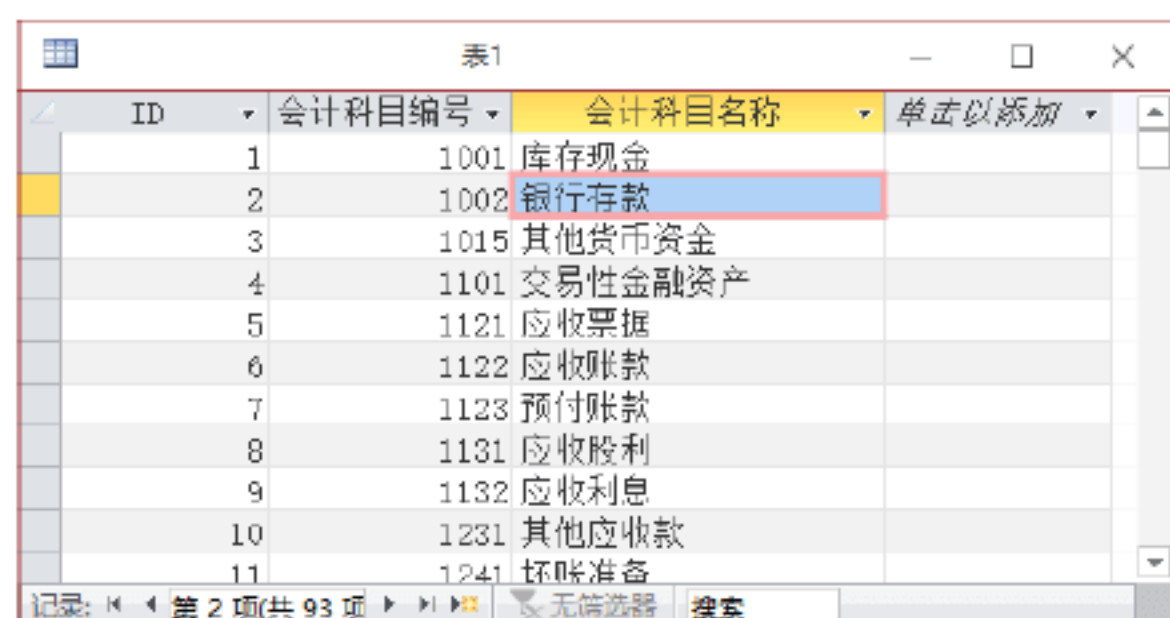 表1
ID 会计科目编号 会计科目名称 单击以添加
1 1001 库存现金
2 1002 银行存款
3 1015 其他货币资金
4 1101 交易性金融资产
5 1121 应收票据
6 1122 应收账款
7 1123 预付账款
8 1131 应收股利
9 1132 应收利息
10 1231 其他应收款
11 1241 坏账准备
记录: 第 2 项(共 93 项 无筛选器 搜索